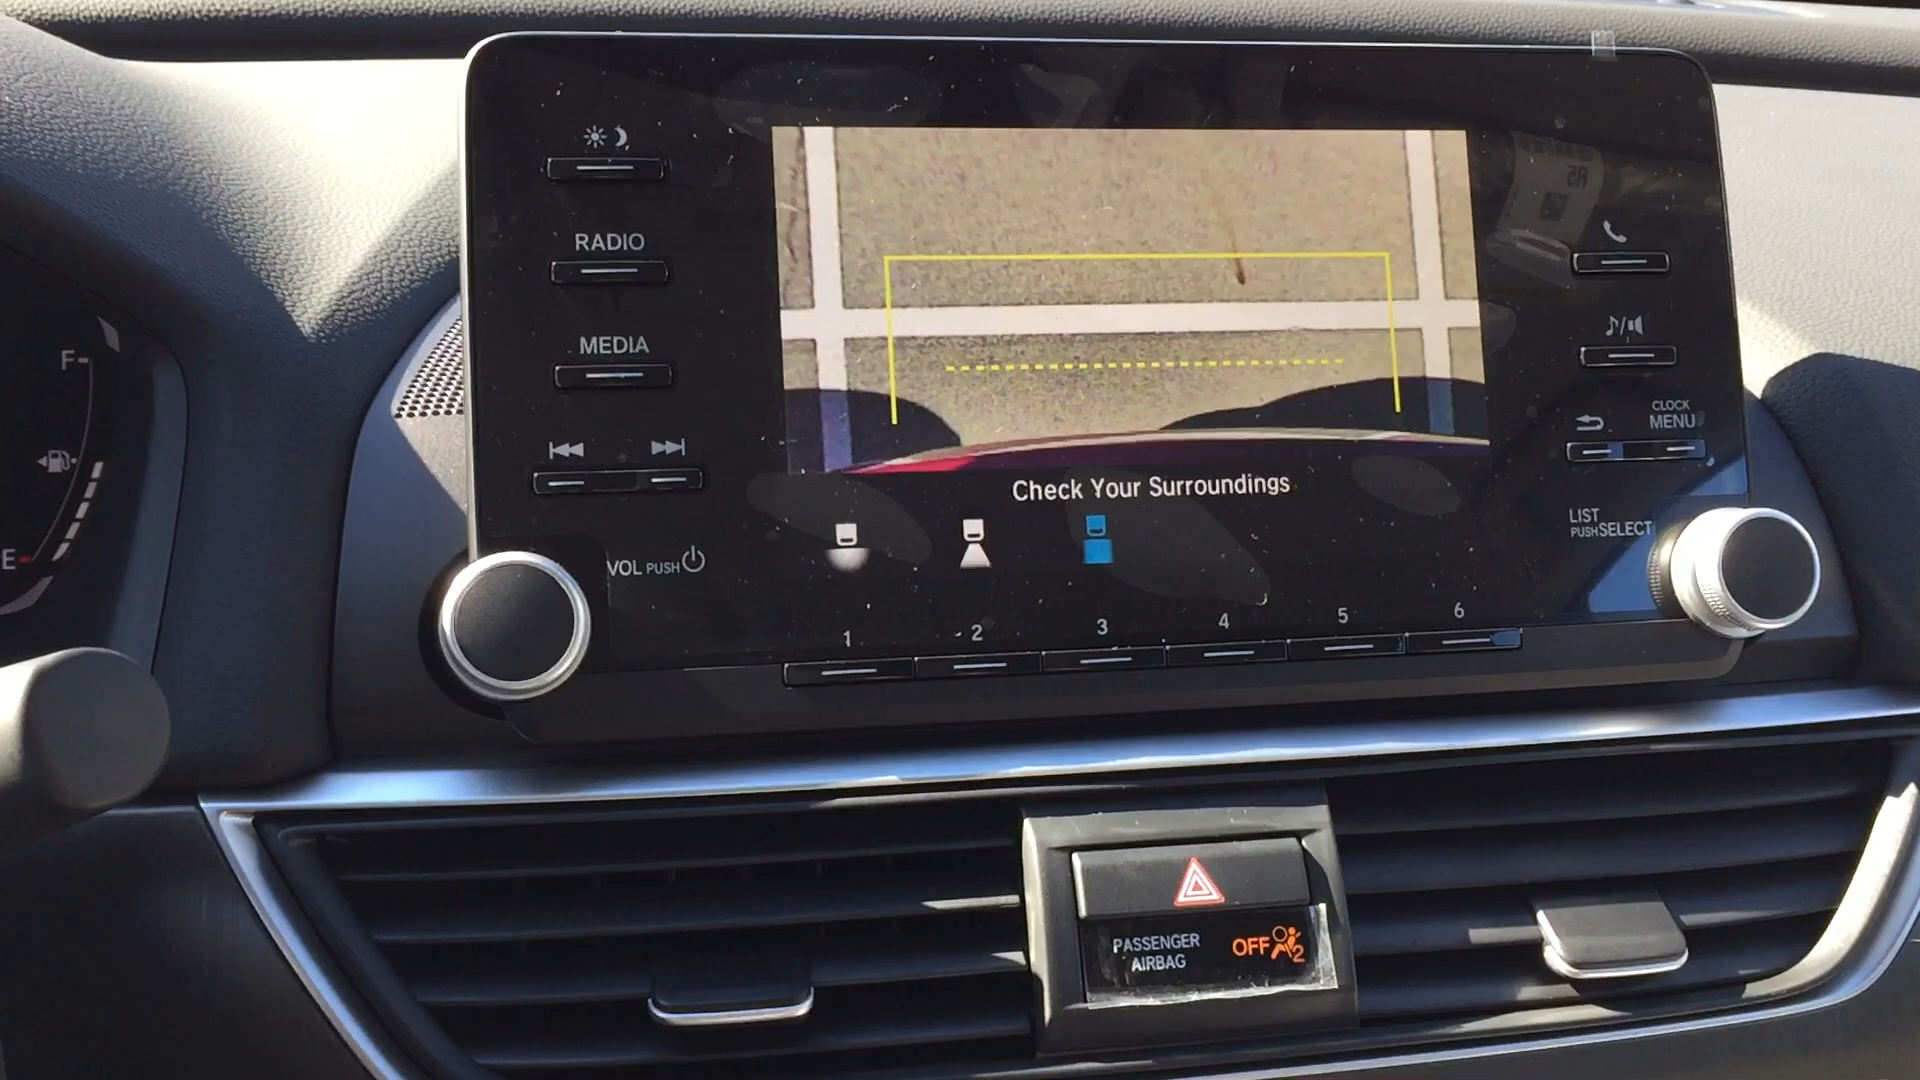 RADIO
MEDIA
VOL PUSH
F
E
Check Your Surroundings
1 2 3 4 5 6
CLOCK
MENU
LIST
PUSH SELECT
PASSENGER
AIRBAG
OFF
2